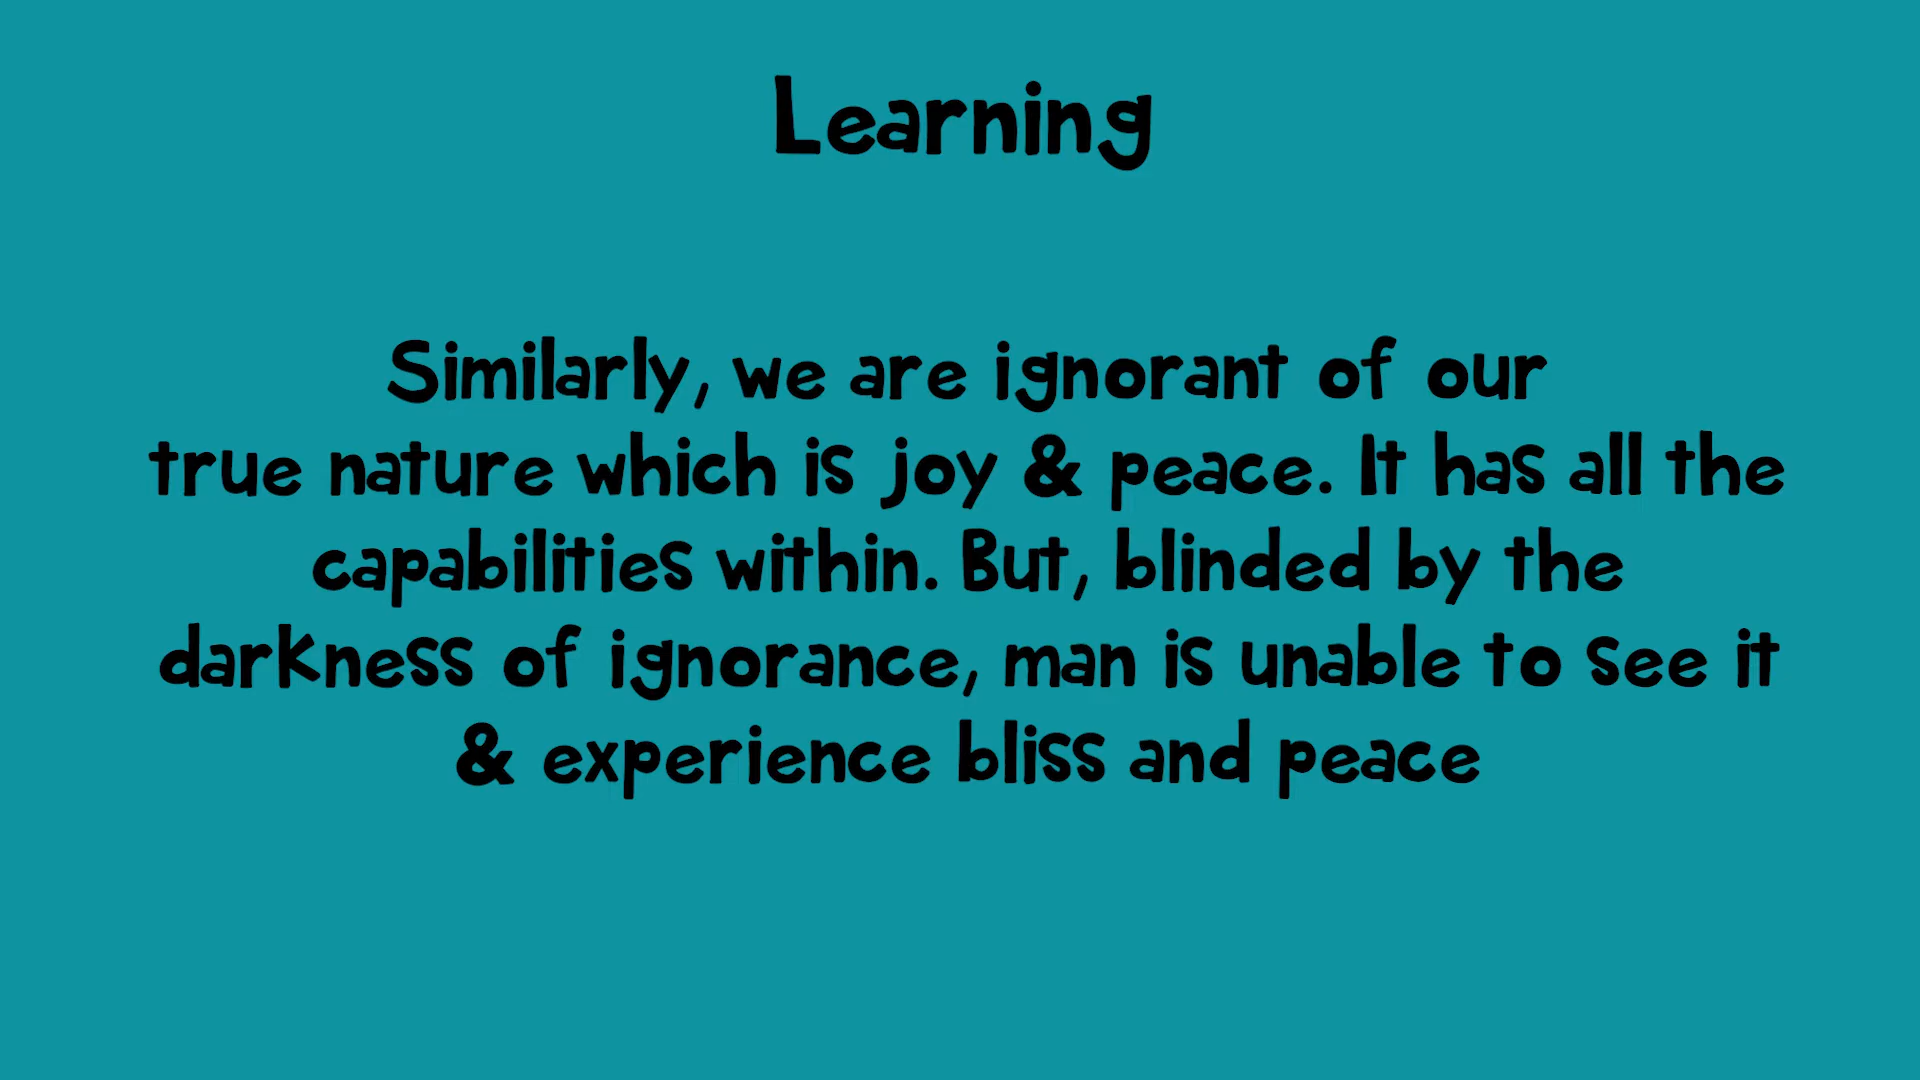 Learning
Similarly, we are ignorant of our
true nature which is joy & peace. It has all the
capabilities within. But, blinded by the
darkness of ignorance, man is unable to see it
& experience bliss and peace